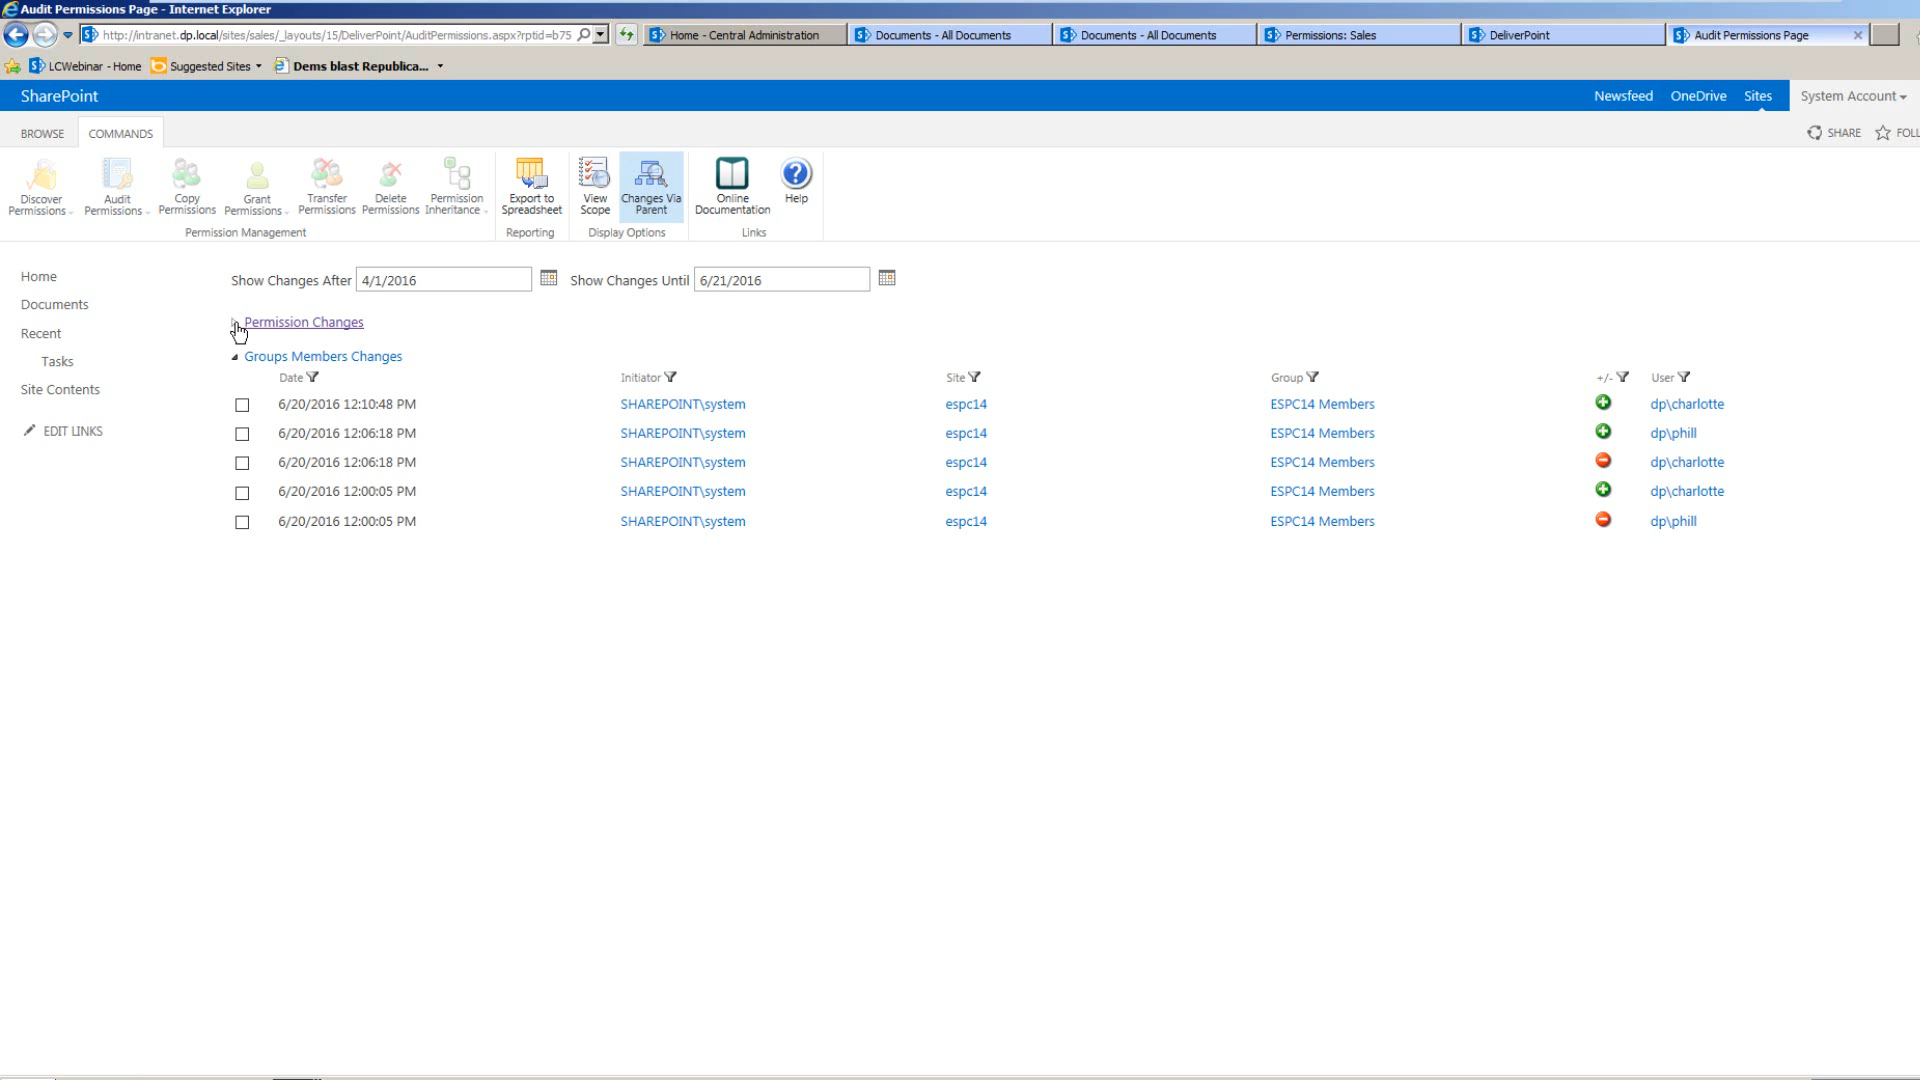 Audit Permissions Page - Internet Explorer
http://intranet.dp.local/sites/sales/_layouts/15/DeliverPoint/AuditPermissions.aspx?rptid=b75
Home - Central Administration
Documents - All Documents
Documents - All Documents
Permissions: Sales
DeliverPoint
Audit Permissions Page
LCWebinar - Home
Suggested Sites
Dems blast Republica...
SharePoint
Newsfeed OneDrive Sites System Account
BROWSE COMMANDS
SHARE
Discover Permissions
Audit Permissions
Copy Permissions
Grant Permissions
Transfer Permissions
Delete Permissions
Permission Inheritance
Export to Spreadsheet
View Scope
Changes Via Parent
Online Documentation
Help
Permission Management
Reporting
Display Options
Links
Home
Documents
Recent
Tasks
Site Contents
EDIT LINKS
Show Changes After 4/1/2016 Show Changes Until 6/21/2016
Permission Changes
Groups Members Changes
Date Initiator Site Group +/- User
6/20/2016 12:10:48 PM SHAREPOINT\system espc14 ESPC14 Members dp\charlotte
6/20/2016 12:06:18 PM SHAREPOINT\system espc14 ESPC14 Members dp\phill
6/20/2016 12:06:18 PM SHAREPOINT\system espc14 ESPC14 Members dp\charlotte
6/20/2016 12:00:05 PM SHAREPOINT\system espc14 ESPC14 Members dp\charlotte
6/20/2016 12:00:05 PM SHAREPOINT\system espc14 ESPC14 Members dp\phill